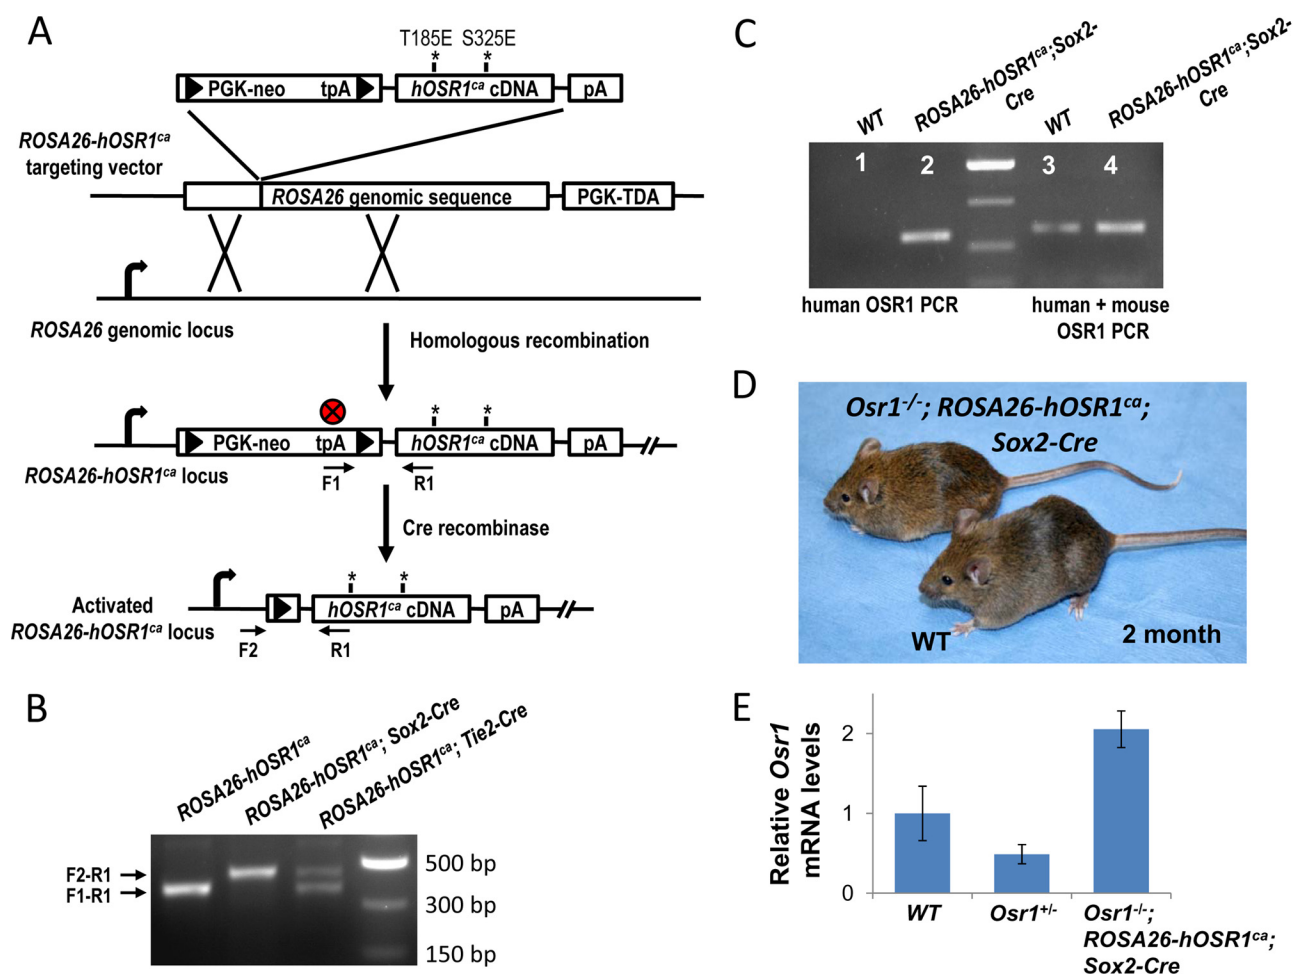 A
T185E S325E
* *
PGK-neo tpA hOSR1ca cDNA pA
ROSA26-hOSR1ca
targeting vector
ROSA26 genomic sequence PGK-TDA
ROSA26 genomic locus
Homologous recombination
* *
PGK-neo tpA hOSR1ca cDNA pA
ROSA26-hOSR1ca locus
F1 R1
Cre recombinase
* *
hOSR1ca cDNA pA
Activated
ROSA26-hOSR1ca locus
F2 R1
B
ROSA26-hOSR1ca
ROSA26-hOSR1ca; Sox2-Cre
ROSA26-hOSR1ca; Tie2-Cre
F2-R1
F1-R1
500 bp
300 bp
150 bp
C
WT
ROSA26-hOSR1ca;Sox2-
Cre
WT
ROSA26-hOSR1ca;Sox2-
Cre
1 2 3 4
human OSR1 PCR
human + mouse
OSR1 PCR
D
Osr1-/-; ROSA26-hOSR1ca;
Sox2-Cre
WT
2 month
E
Relative Osr1
mRNA levels
2
1
0
WT
Osr1+/-
Osr1-/-;
ROSA26-hOSR1ca;
Sox2-Cre